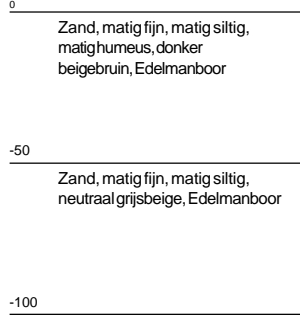 0
Zand, matig fijn, matig siltig,
matig humeus, donker
beigebruin, Edelmanboor
-50
Zand, matig fijn, matig siltig,
neutraal grijsbeige, Edelmanboor
-100